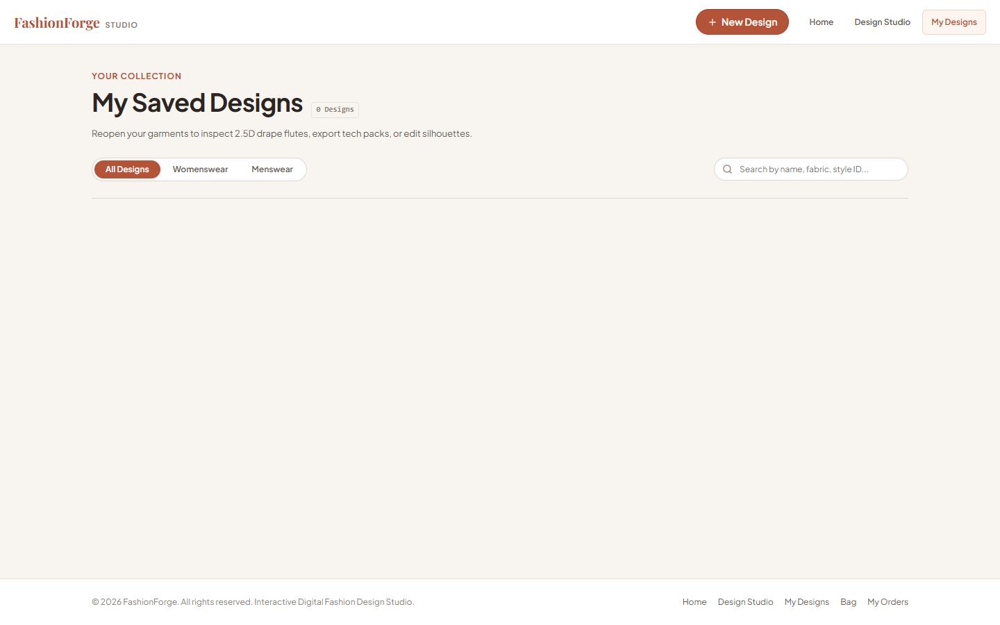 FashionForge STUDIO
+ New Design
Home
Design Studio
My Designs
YOUR COLLECTION
My Saved Designs
0 Designs
Reopen your garments to inspect 2.5D drape flutes, export tech packs, or edit silhouettes.
All Designs
Womenswear
Menswear
Search by name, fabric, style ID...
© 2026 FashionForge. All rights reserved. Interactive Digital Fashion Design Studio.
Home
Design Studio
My Designs
Bag
My Orders